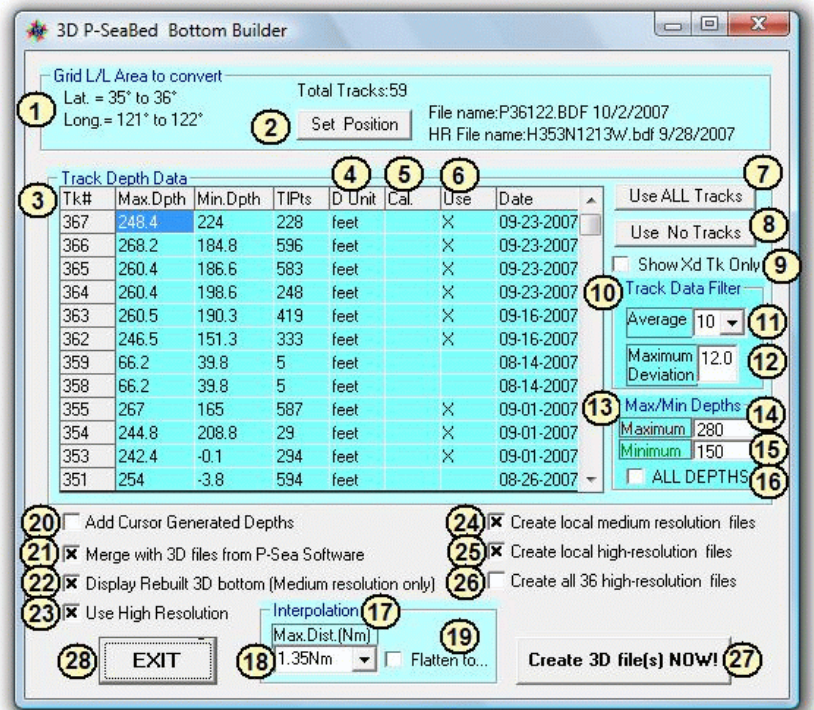 3D P-SeaBed Bottom Builder
Grid L/L Area to convert
1 Lat. = 35° to 36°
Long.= 121° to 122°
Total Tracks:59
2 Set Position
File name:P36122.BDF 10/2/2007
HR File name:H353N1213W.bdf 9/28/2007
Track Depth Data
4 5 6
3 Tk# Max.Dpth Min.Dpth TlPts D Unit Cal. Use Date
367 248.4 224 228 feet X 09-23-2007
366 268.2 184.8 596 feet X 09-23-2007
365 260.4 186.6 583 feet X 09-23-2007
364 260.4 198.6 248 feet X 09-23-2007
363 260.5 190.3 419 feet X 09-16-2007
362 246.5 151.3 333 feet X 09-16-2007
359 66.2 39.8 5 feet 08-14-2007
358 66.2 39.8 5 feet 08-14-2007
355 267 165 587 feet X 09-01-2007
354 244.8 208.8 29 feet X 09-01-2007
353 242.4 -0.1 294 feet X 09-01-2007
351 254 -3.8 594 feet 08-26-2007
7
Use ALL Tracks
Use No Tracks 8
Show Xd Tk Only 9
10 Track Data Filter
Average 10 11
Maximum Deviation 12.0 12
13 Max/Min Depths
Maximum 280 14
Minimum 150 15
ALL DEPTHS 16
20 Add Cursor Generated Depths
21 Merge with 3D files from P-Sea Software
22 Display Rebuilt 3D bottom (Medium resolution only)
23 Use High Resolution
24 Create local medium resolution files
25 Create local high-resolution files
26 Create all 36 high-resolution files
Interpolation 17
Max.Dist.(Nm)
18 1.35Nm
19
Flatten to...
28 EXIT
Create 3D file(s) NOW! 27